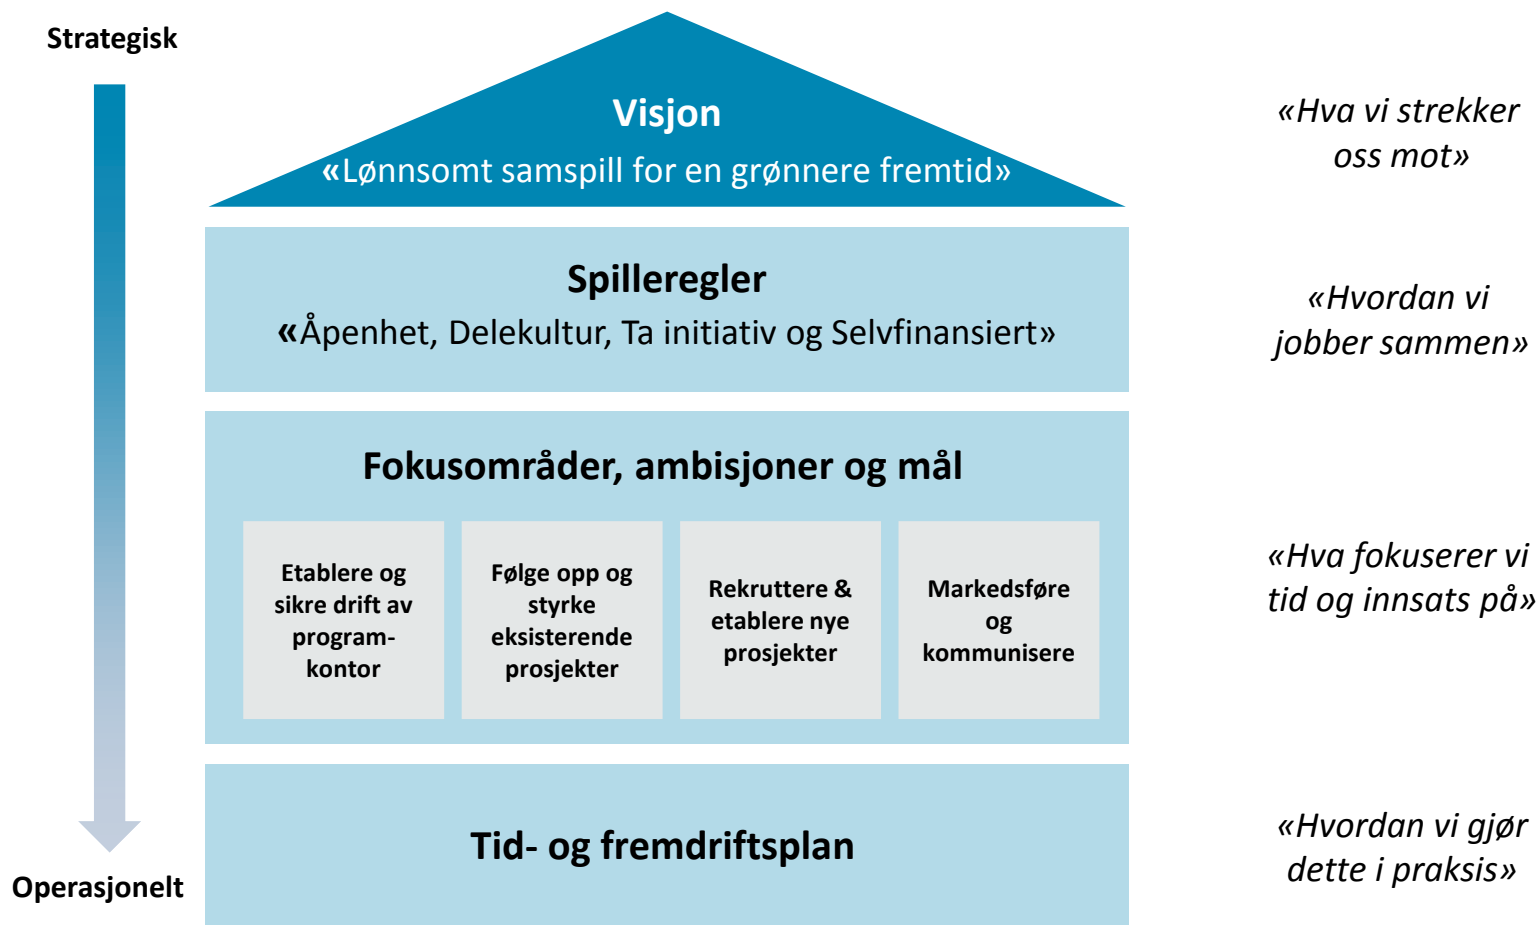 Strategisk
Visjon
«Lønnsomt samspill for en grønnere fremtid»
«Hva vi strekker
oss mot»
Spilleregler
«Åpenhet, Delekultur, Ta initiativ og Selvfinansiert»
«Hvordan vi
jobber sammen»
Fokusområder, ambisjoner og mål
Etablere og
sikre drift av
program-
kontor
Følge opp og
styrke
eksisterende
prosjekter
Rekruttere &
etablere nye
prosjekter
Markedsføre
og
kommunisere
«Hva fokuserer vi
tid og innsats på»
Tid- og fremdriftsplan
«Hvordan vi gjør
dette i praksis»
Operasjonelt